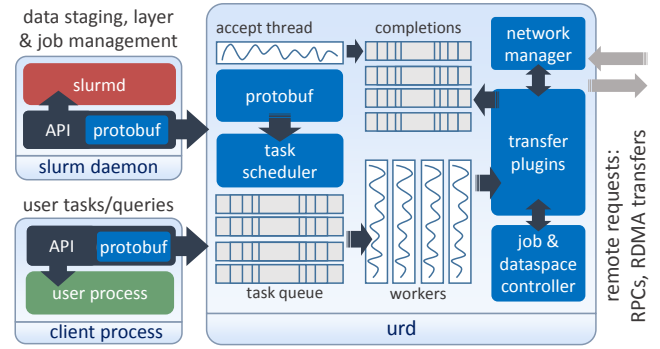 data staging, layer
& job management
slurmd
API
protobuf
slurm daemon
user tasks/queries
API
protobuf
user process
client process
accept thread
protobuf
task
scheduler
task queue
completions
workers
network
manager
transfer
plugins
job &
dataspace
controller
urd
remote requests:
RPCs, RDMA transfers